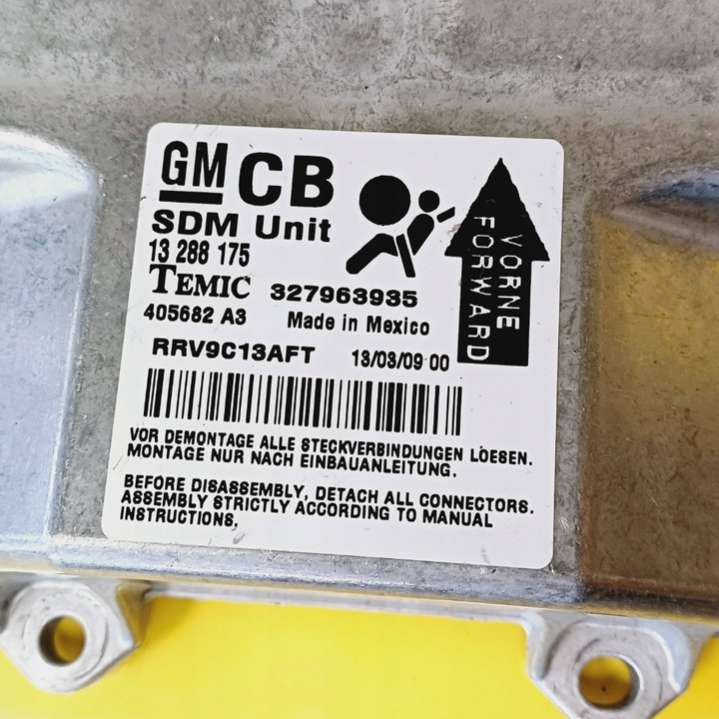 GM CB
SDM Unit
13 288 175
TEMIC 327963935
405682 A3 Made in Mexico
VORNE
FORWARD
RRV9C13AFT 13/03/09 00
VOR DEMONTAGE ALLE STECKVERBINDUNGEN LOESEN.
MONTAGE NUR NACH EINBAUANLEITUNG.
BEFORE DISASSEMBLY, DETACH ALL CONNECTORS.
ASSEMBLY STRICTLY ACCORDING TO MANUAL
INSTRUCTIONS.